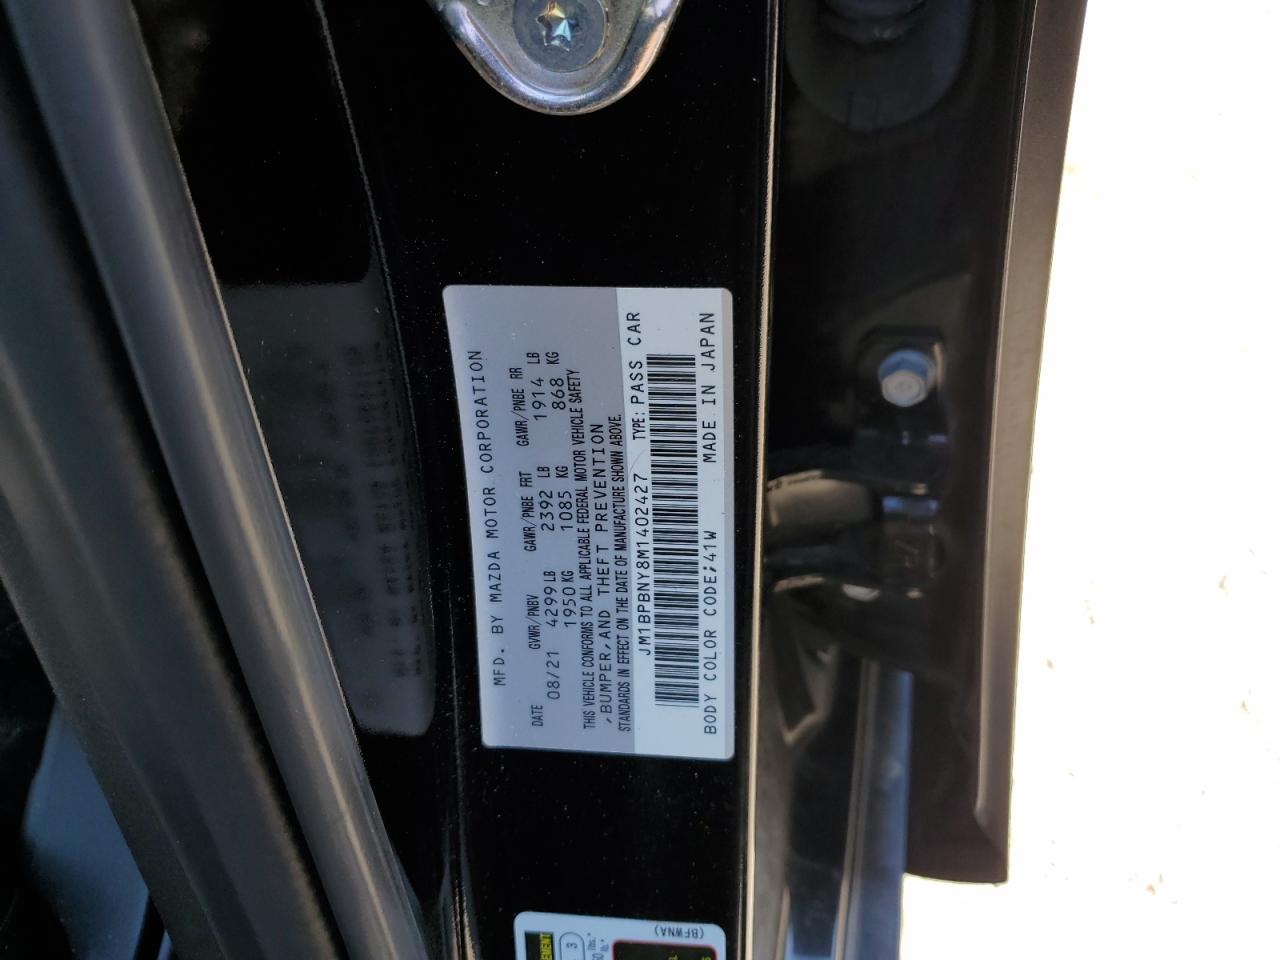 MFD. BY MAZDA MOTOR CORPORATION
GVWR/PNBV GAWR/PNBE FRT GAWR/PNBE RR
DATE 08/21 4299 LB 2392 LB 1914 LB
1950 KG 1085 KG 868 KG
THIS VEHICLE CONFORMS TO ALL APPLICABLE FEDERAL MOTOR VEHICLE SAFETY
,BUMPER,AND THEFT PREVENTION
STANDARDS IN EFFECT ON THE DATE OF MANUFACTURE SHOWN ABOVE.
JM1BPBNY8M1402427 TYPE: PASS CAR
BODY COLOR CODE;41W MADE IN JAPAN
(BFWNA)
3